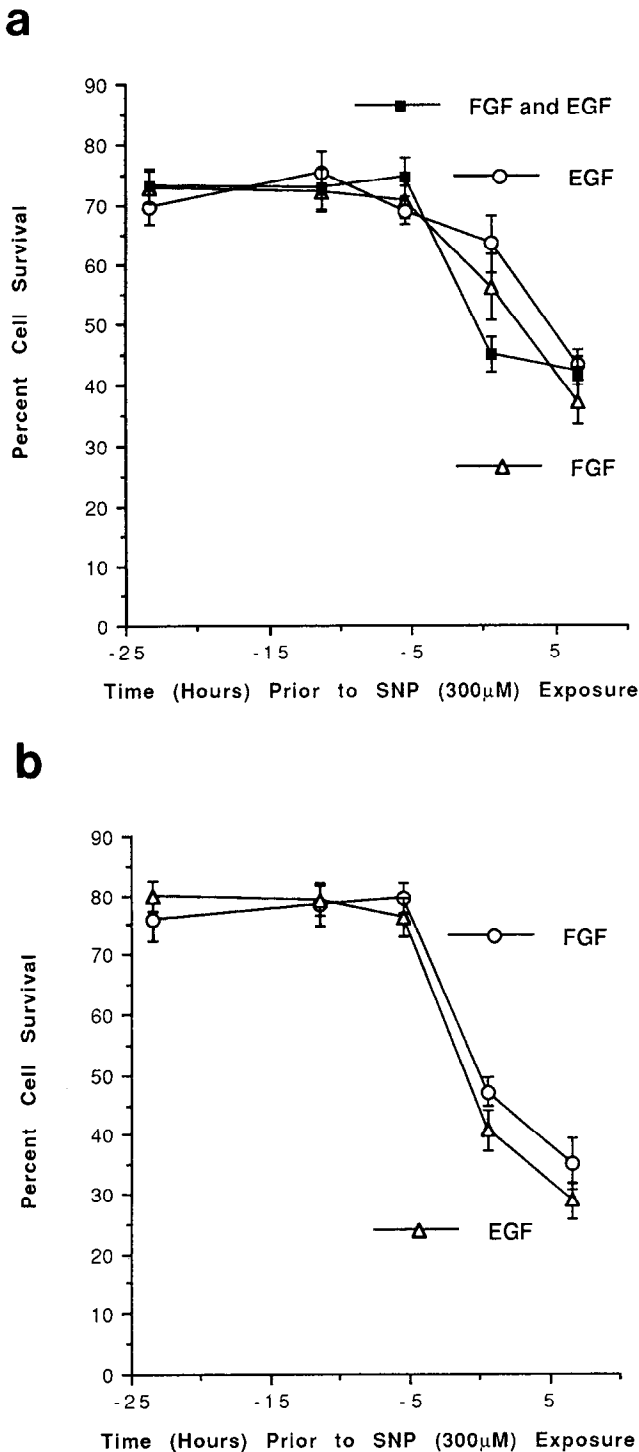 a
90
80
70
60
50
40
30
20
10
0
Percent Cell Survival
FGF and EGF
EGF
FGF
-25 -15 -5 5
Time (Hours) Prior to SNP (300µM) Exposure
b
90
80
70
60
50
40
30
20
10
0
Percent Cell Survival
FGF
EGF
-25 -15 -5 5
Time (Hours) Prior to SNP (300µM) Exposure